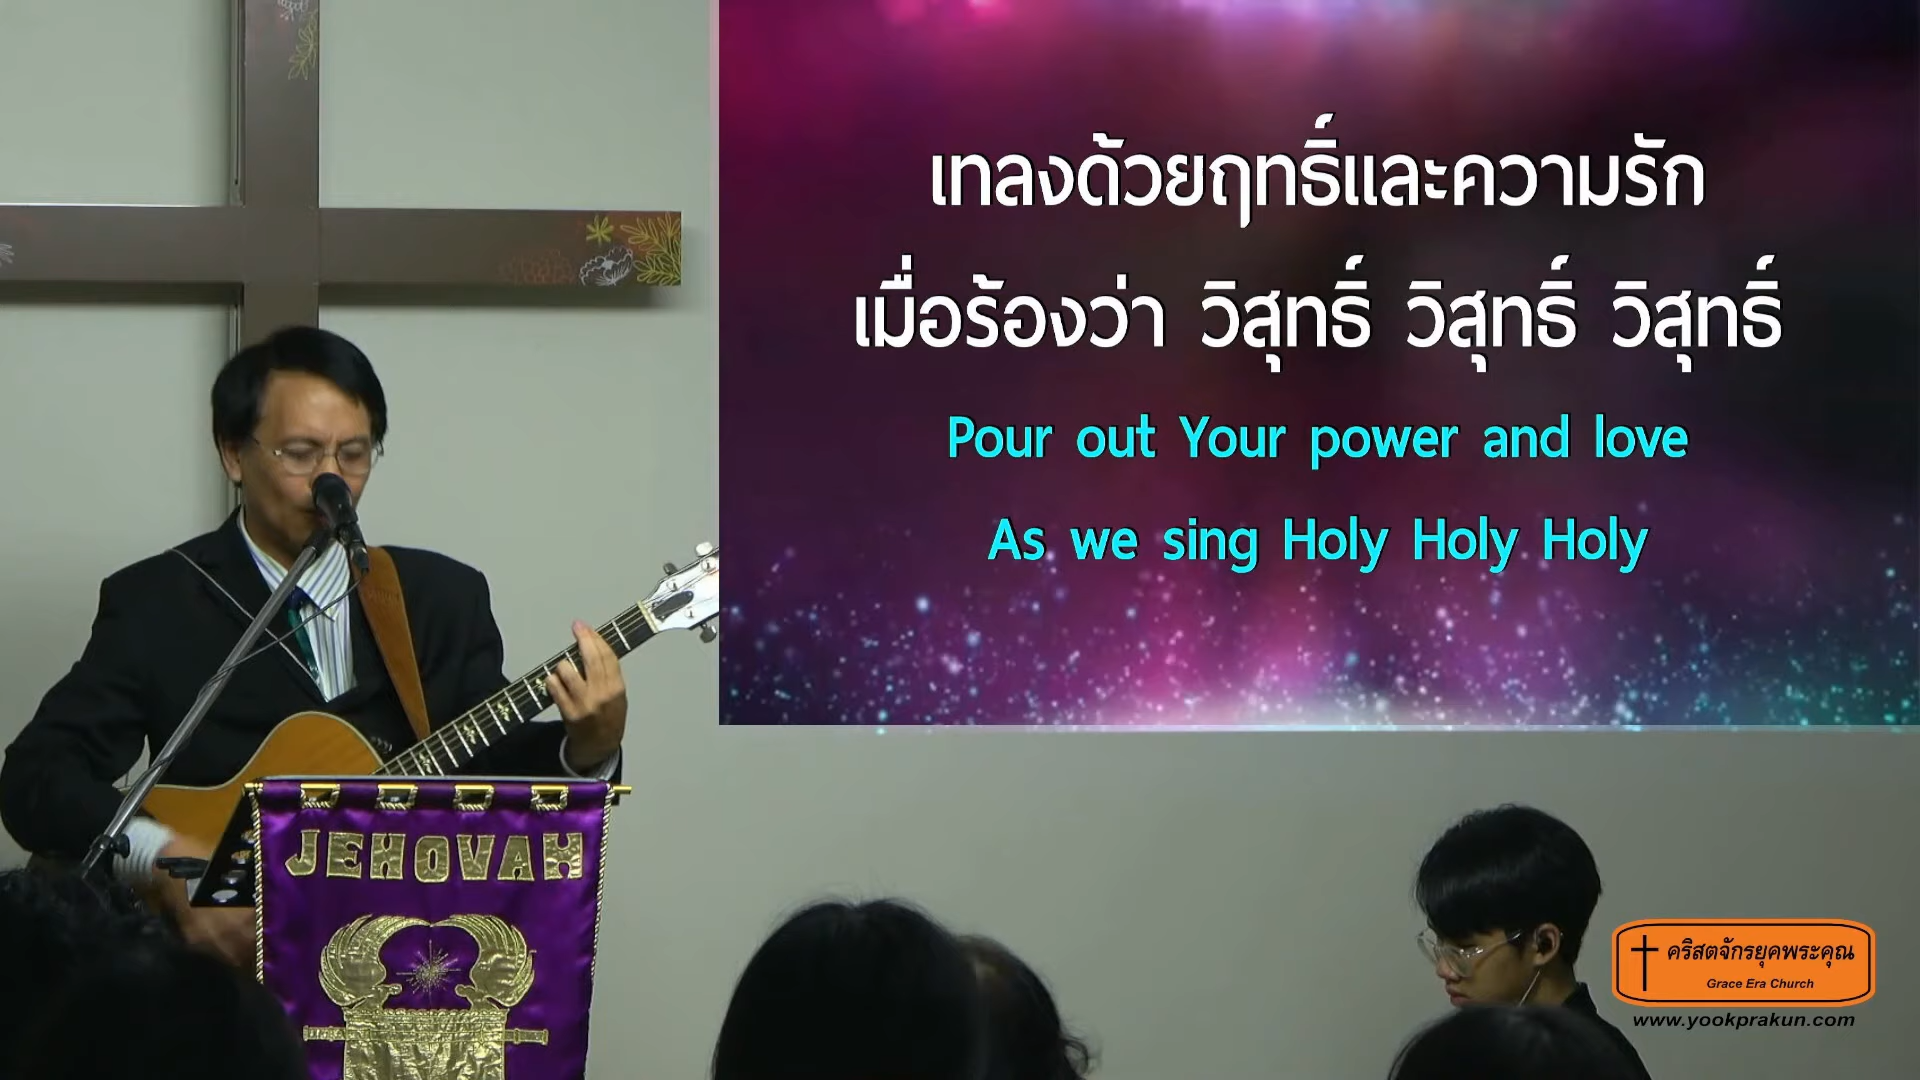 เทลงด้วยฤทธิ์และความรัก
เมื่อร้องว่า วิสุทธิ์ วิสุทธิ์ วิสุทธิ์
Pour out Your power and love
As we sing Holy Holy Holy
JEHOVAH
คริสตจักรยุคพระคุณ
Grace Era Church
www.yookprakun.com